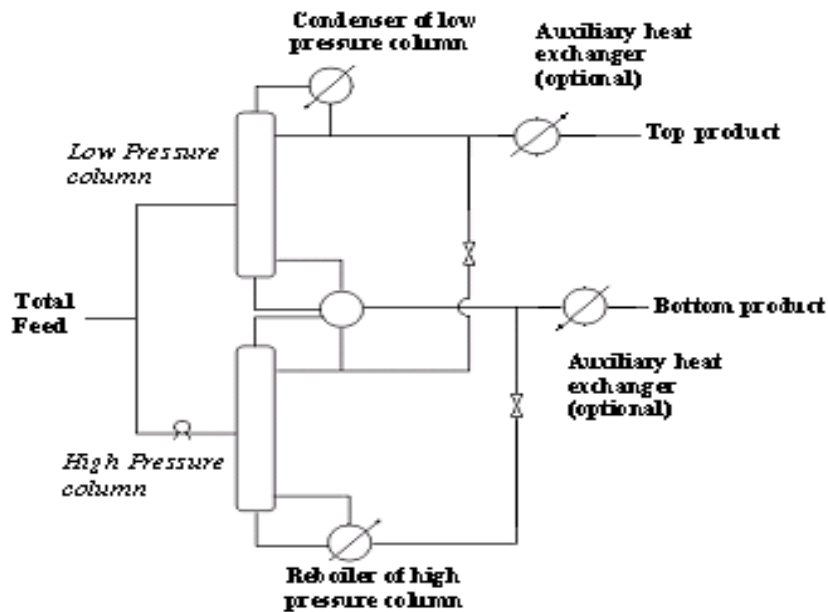 Condenser of low
pressure column
Auxiliary heat
exchanger
(optional)
Top product
Low Pressure
column
Total
Feed
Bottom product
Auxiliary heat
exchanger
(optional)
High Pressure
column
Reboiler of high
pressure column